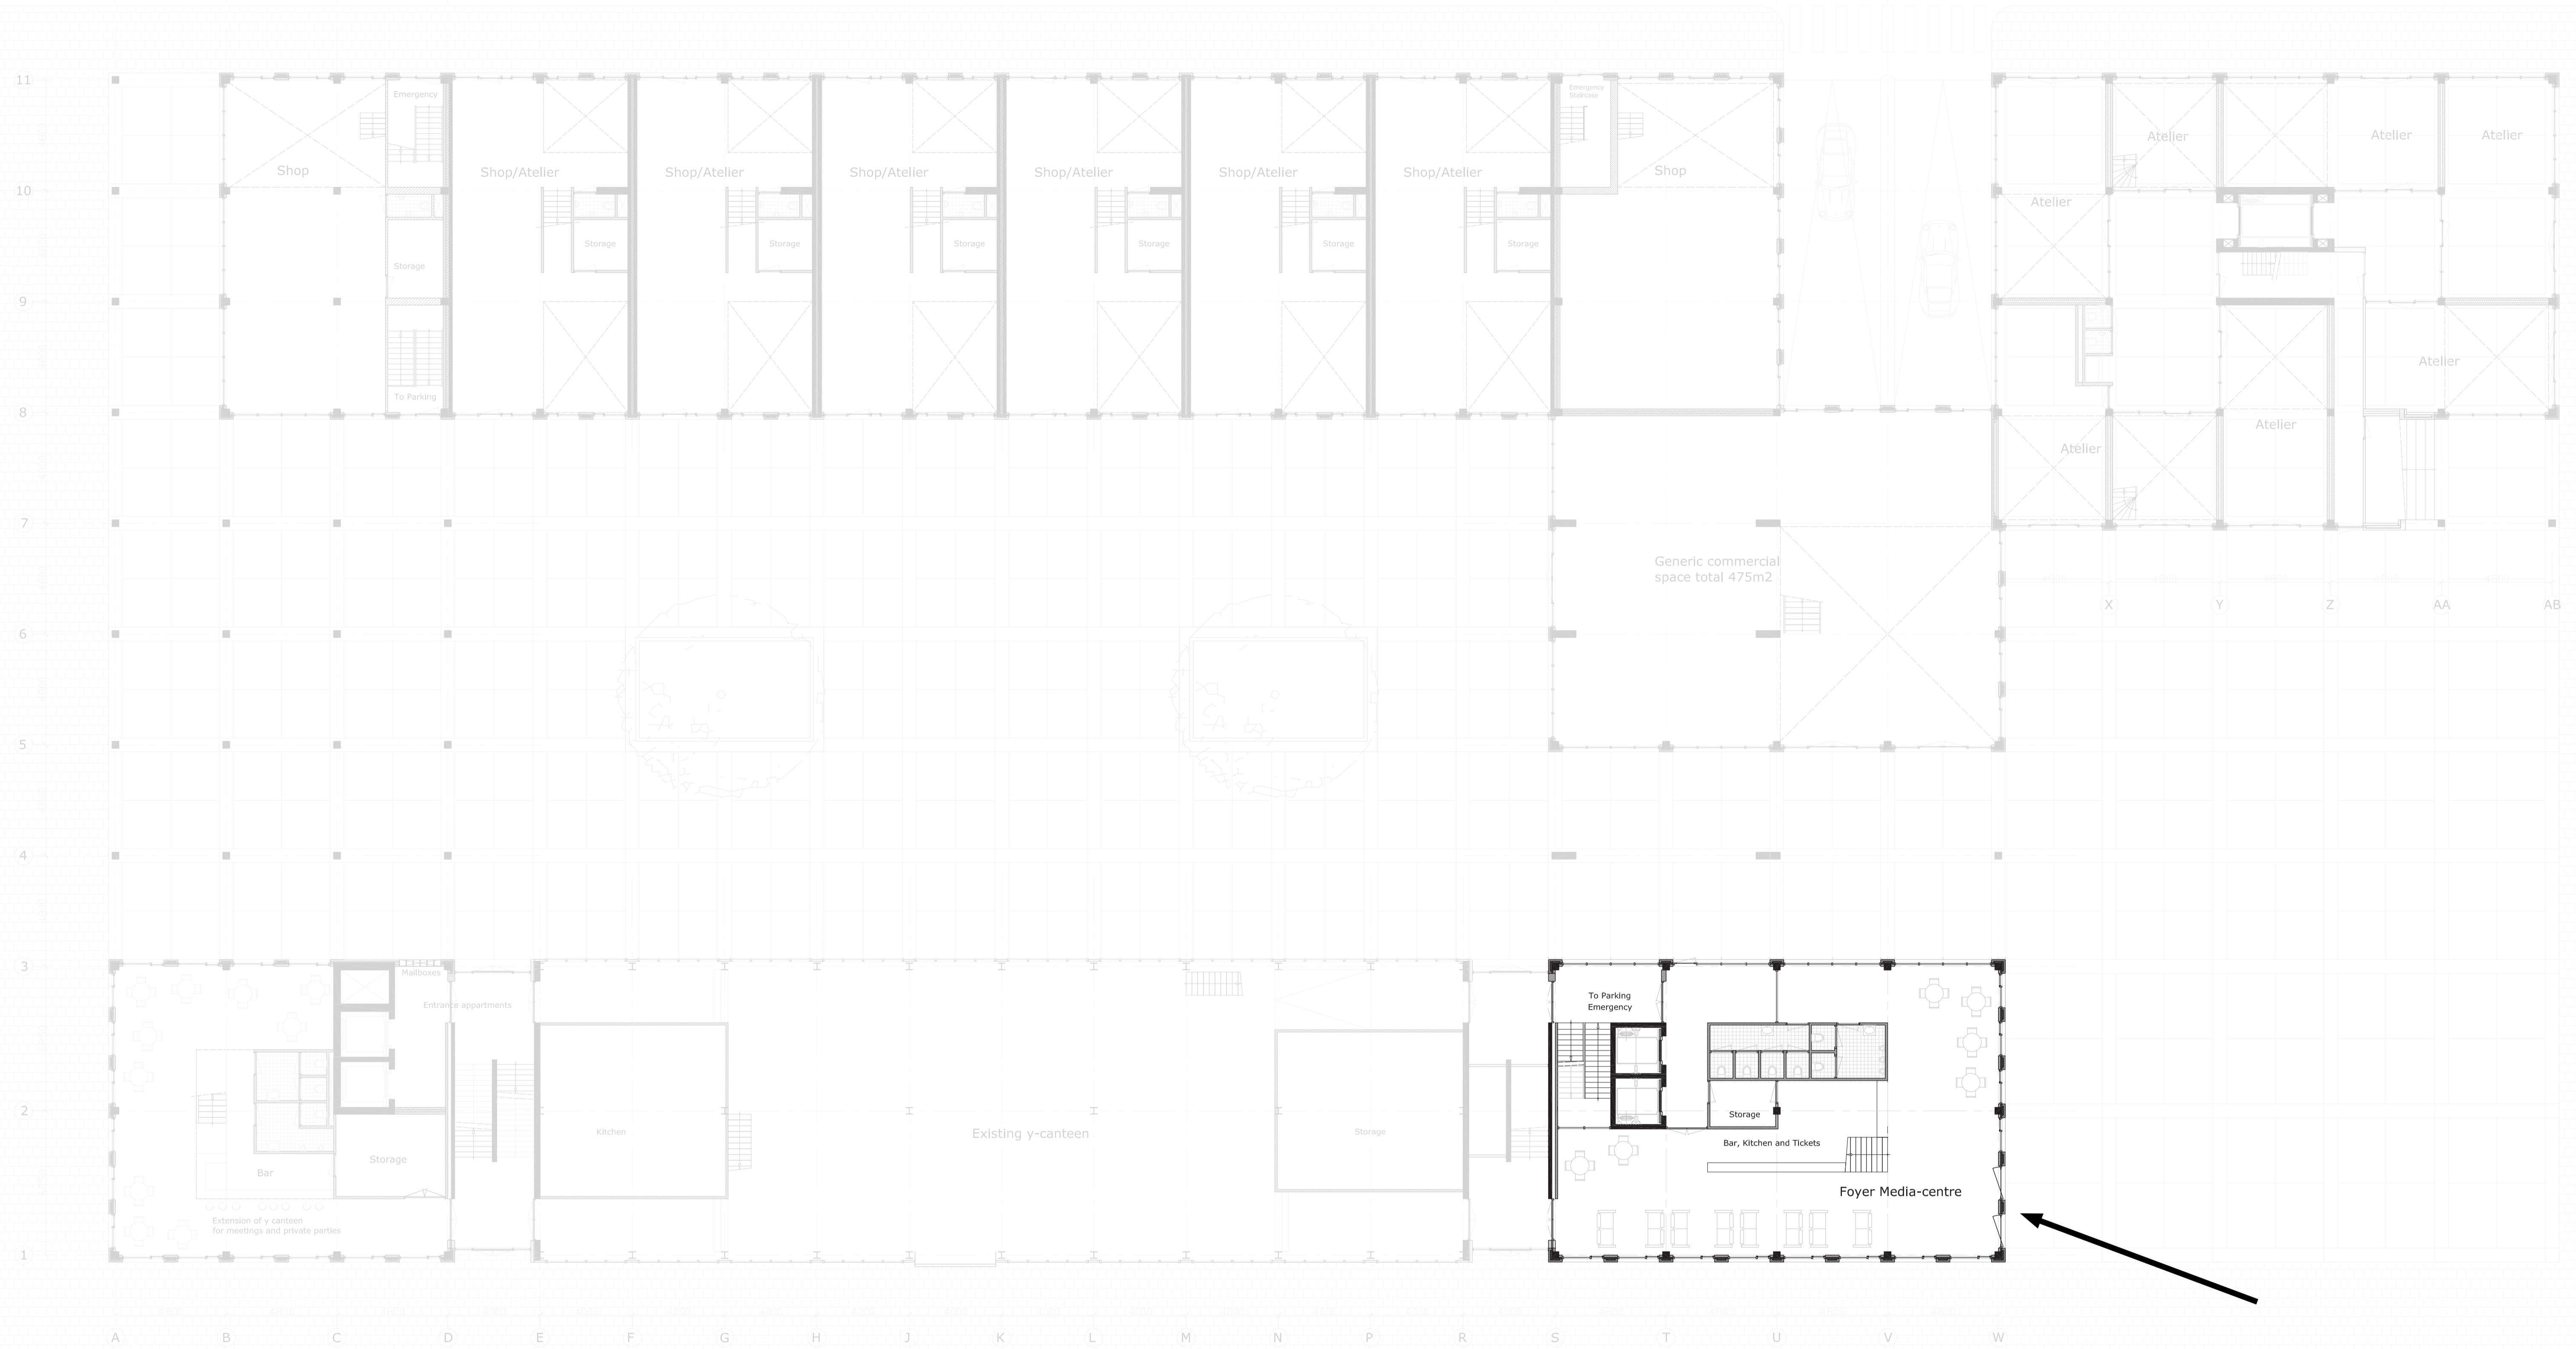 11
Emergency
Emergency
Staircase
Shop
Shop/Atelier
Shop/Atelier
Shop/Atelier
Shop/Atelier
Shop/Atelier
Shop/Atelier
Shop
Atelier
Atelier
Atelier
10
Atelier
Storage
Storage
Storage
Storage
Storage
Storage
Storage
9
Atelier
8
To Parking
Atelier
Atelier
7
Generic commercial
space total 475m2
6
X
Y
Z
AA
AB
5
4
3
Mailboxes
Entrance appartments
To Parking
Emergency
2
Kitchen
Existing y-canteen
Storage
Storage
Bar, Kitchen and Tickets
Storage
Bar
Foyer Media-centre
Extension of y canteen
for meetings and private parties
1
A
B
C
D
E
F
G
H
J
K
L
M
N
P
R
S
T
U
V
W